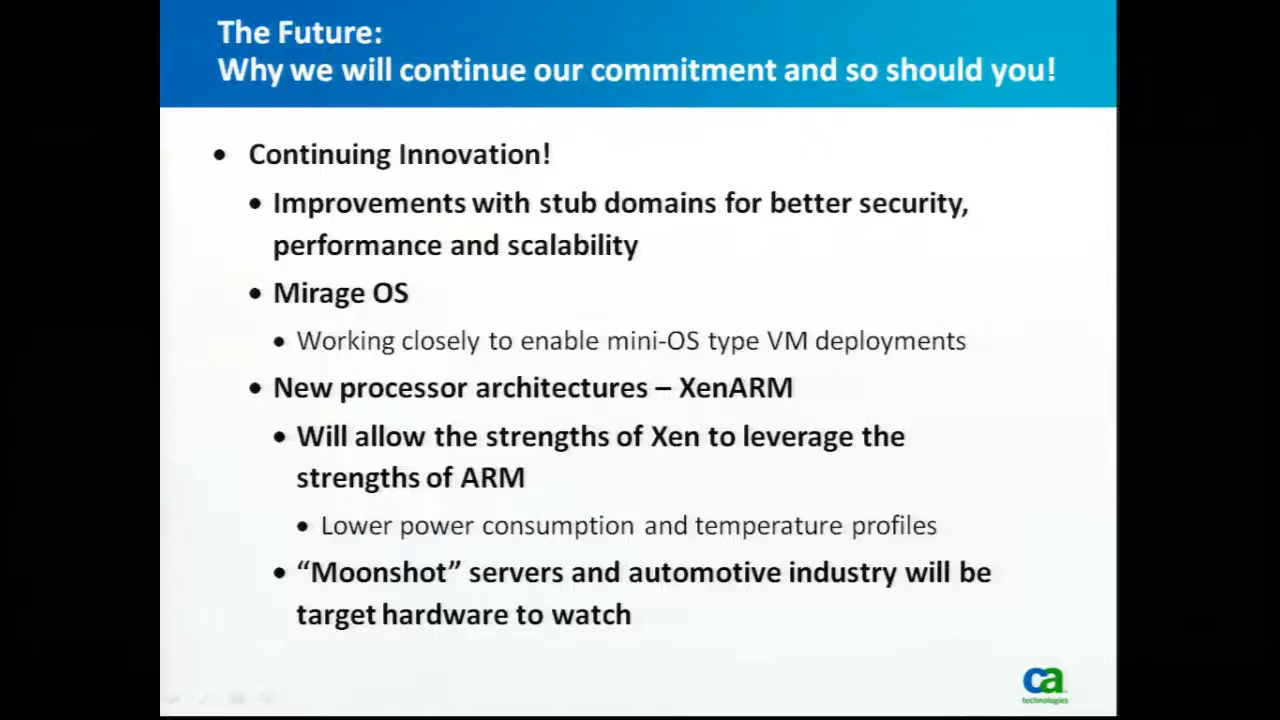 The Future:
Why we will continue our commitment and so should you!
• Continuing Innovation!
• Improvements with stub domains for better security,
performance and scalability
• Mirage OS
• Working closely to enable mini-OS type VM deployments
• New processor architectures – XenARM
• Will allow the strengths of Xen to leverage the
strengths of ARM
• Lower power consumption and temperature profiles
• “Moonshot” servers and automotive industry will be
target hardware to watch
ca
technologies